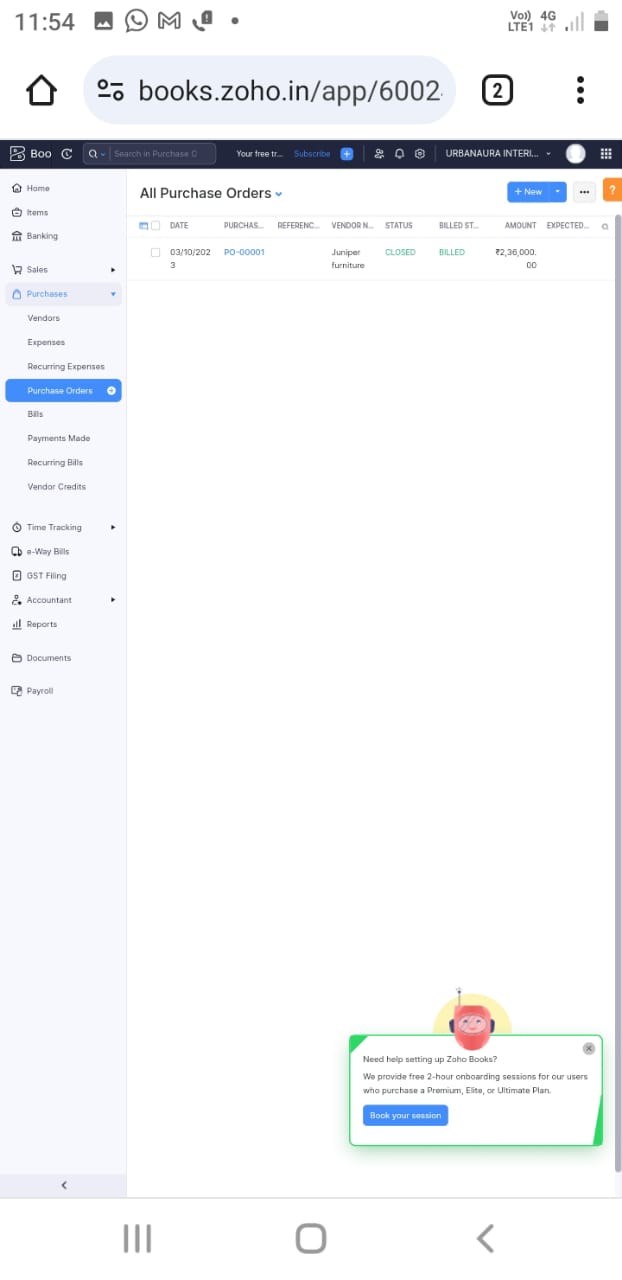 11:54
Vo) 4G
LTE1
books.zoho.in/app/6002
2
Boo
Search in Purchase O
Your free tr...
Subscribe
URBANAURA INTERI...
Home
Items
Banking
Sales
Purchases
Vendors
Expenses
Recurring Expenses
Purchase Orders
Bills
Payments Made
Recurring Bills
Vendor Credits
Time Tracking
e-Way Bills
GST Filing
Accountant
Reports
Documents
Payroll
All Purchase Orders
+ New
?
DATE PURCHAS... REFERENC... VENDOR N... STATUS BILLED ST... AMOUNT EXPECTED...
03/10/202 PO-00001 Juniper CLOSED BILLED ₹2,36,000.
3 furniture 00
Need help setting up Zoho Books?
We provide free 2-hour onboarding sessions for our users
who purchase a Premium, Elite, or Ultimate Plan.
Book your session